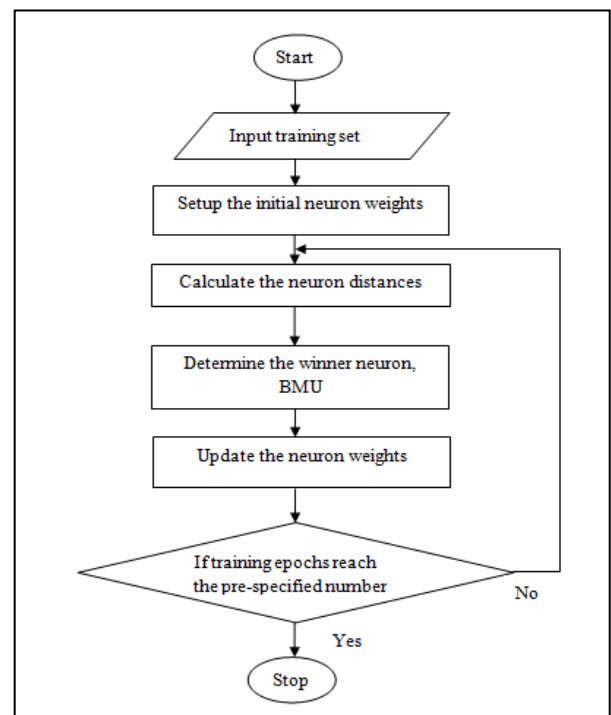 Start
Input training set
Setup the initial neuron weights
Calculate the neuron distances
Determine the winner neuron,
BMU
Update the neuron weights
If training epochs reach
the pre-specified number
No
Yes
Stop